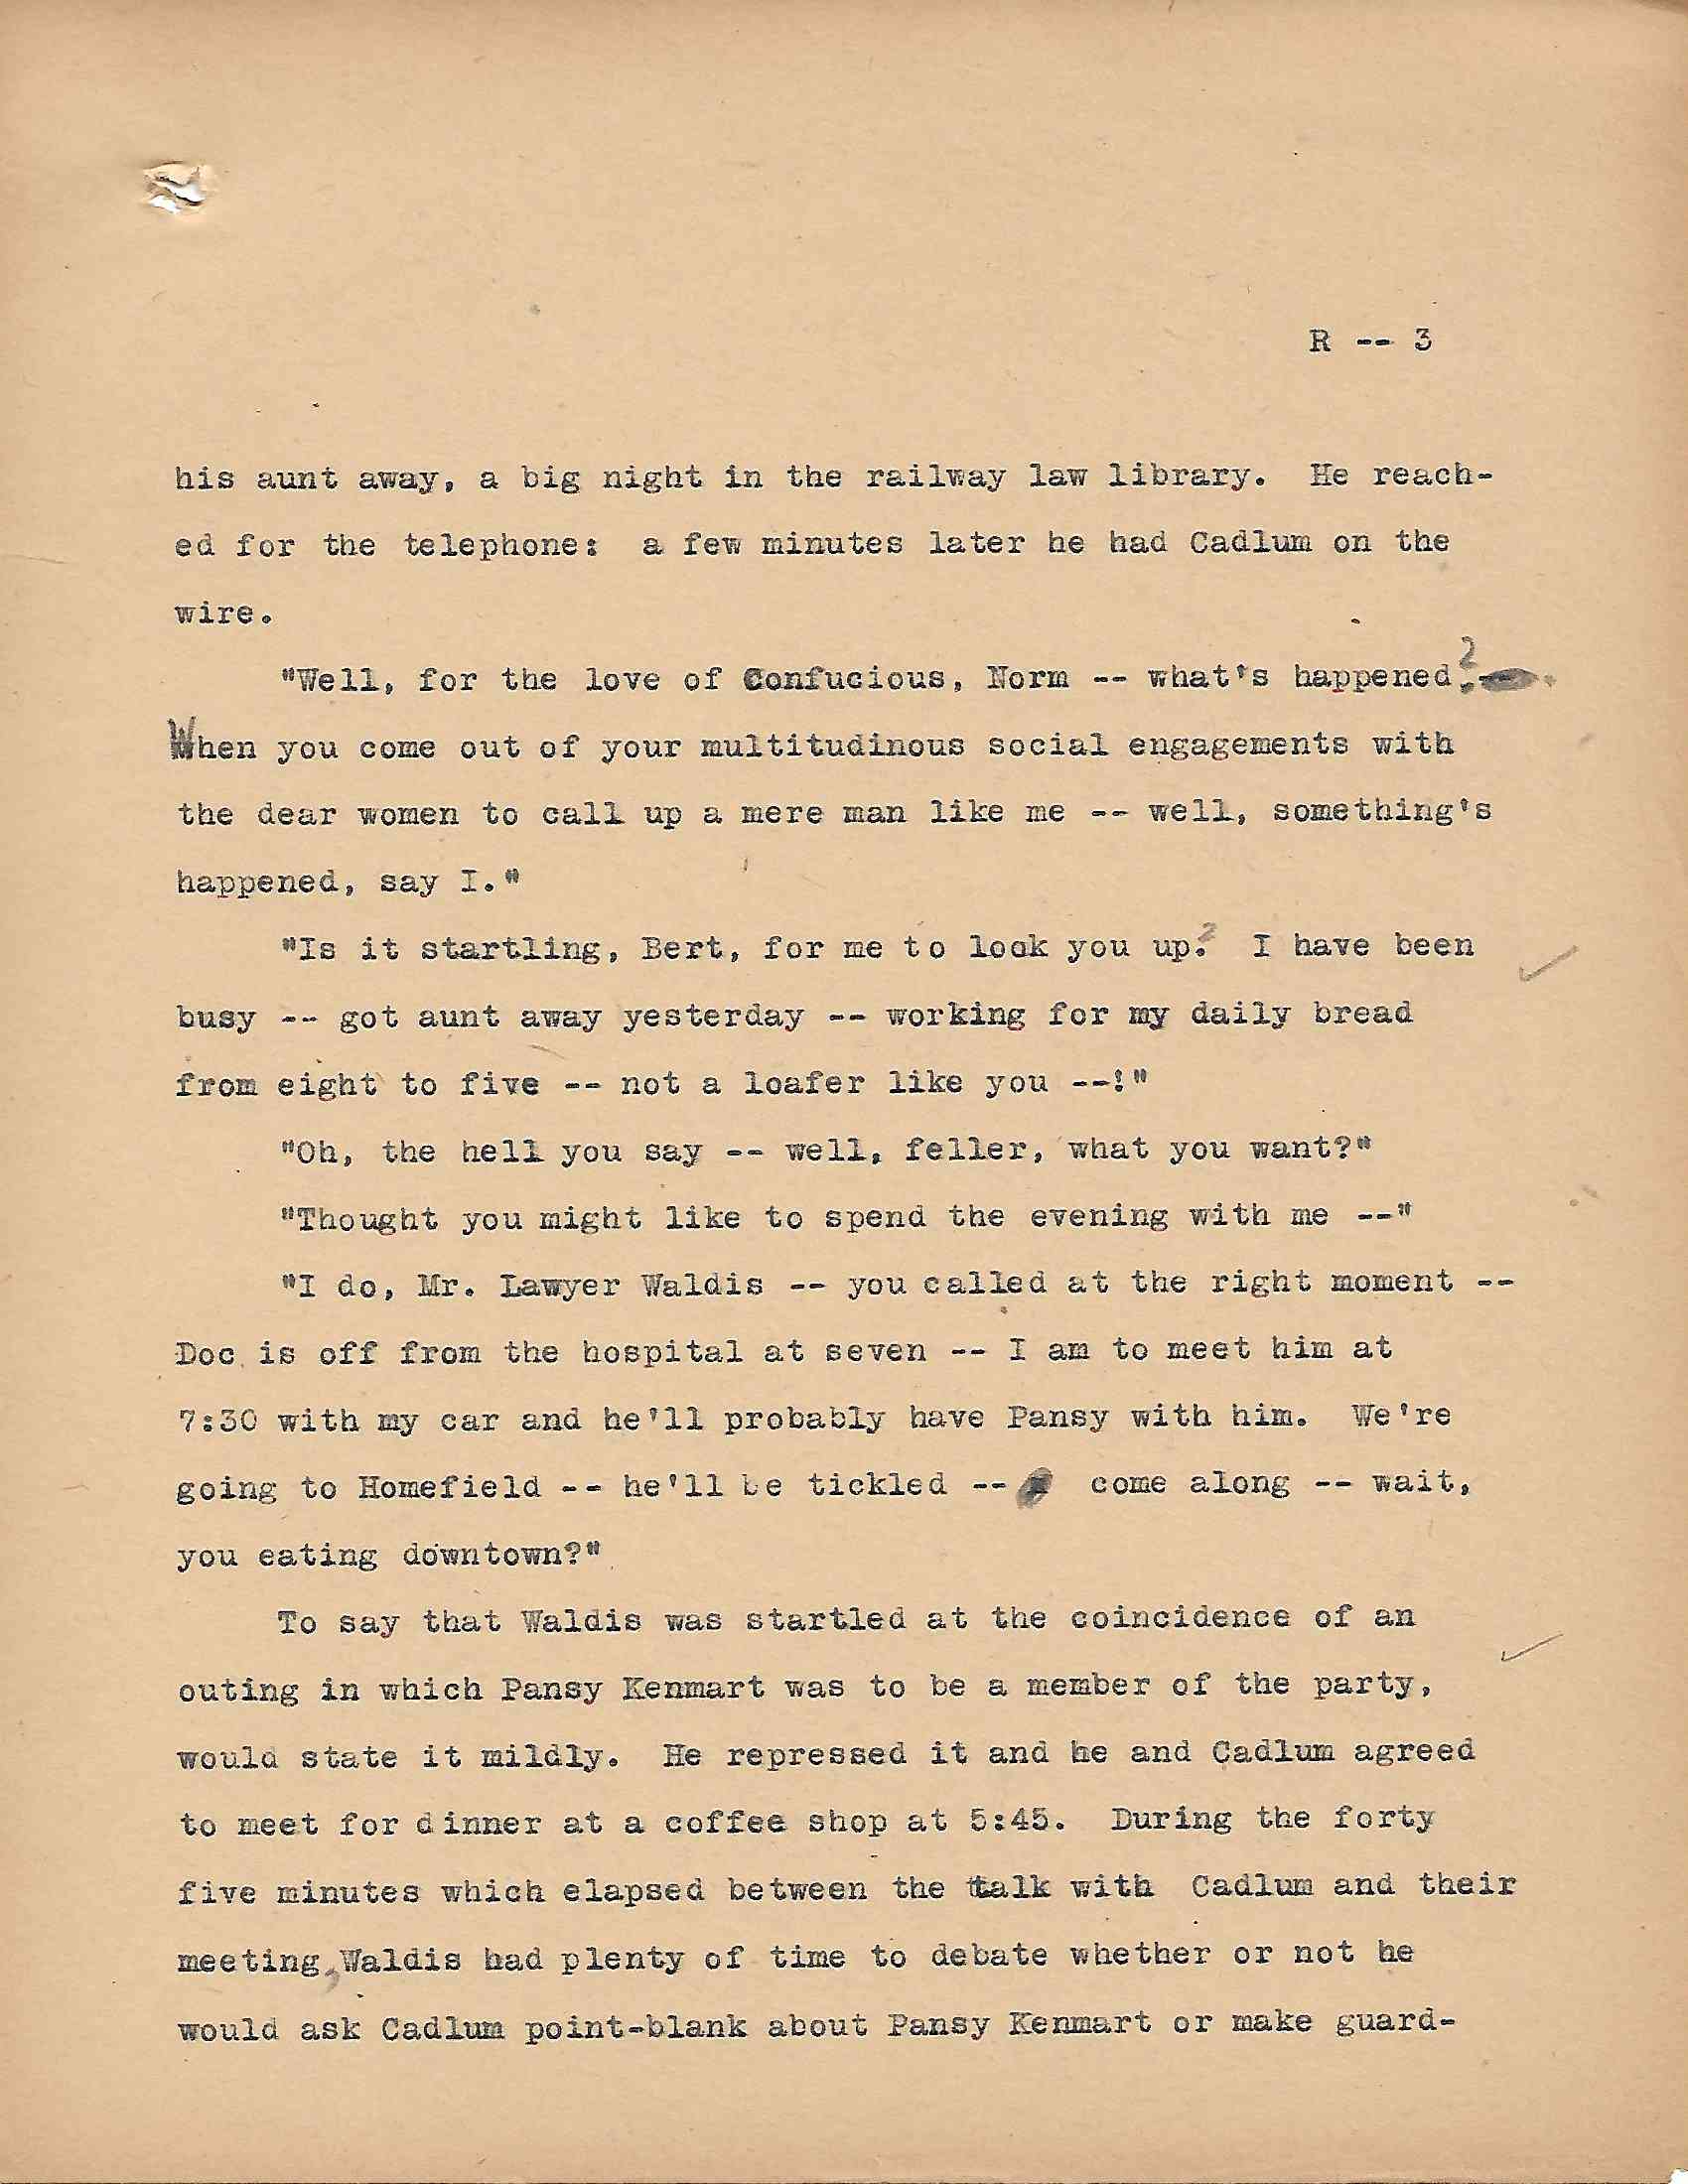 R -- 3
his aunt away, a big night in the railway law library.  He reach-
ed for the telephone:  a few minutes later he had Cadlum on the
wire.
"Well, for the love of Confucious, Norm -- what's happened?
When you come out of your multitudinous social engagements with
the dear women to call up a mere man like me -- well, something's
happened, say I."
"Is it startling, Bert, for me to look you up?  I have been
busy -- got aunt away yesterday -- working for my daily bread
from eight to five -- not a loafer like you --!"
"Oh, the hell you say -- well, feller, what you want?"
"Thought you might like to spend the evening with me --"
"I do, Mr. Lawyer Waldis -- you called at the right moment --
Doc is off from the hospital at seven -- I am to meet him at
7:30 with my car and he'll probably have Pansy with him.  We're
going to Homefield -- he'll be tickled -- come along -- wait,
you eating downtown?"
To say that Waldis was startled at the coincidence of an
outing in which Pansy Kenmart was to be a member of the party,
would state it mildly.  He repressed it and he and Cadlum agreed
to meet for dinner at a coffee shop at 5:45.  During the forty
five minutes which elapsed between the talk with Cadlum and their
meeting, Waldis had plenty of time to debate whether or not he
would ask Cadlum point-blank about Pansy Kenmart or make guard-